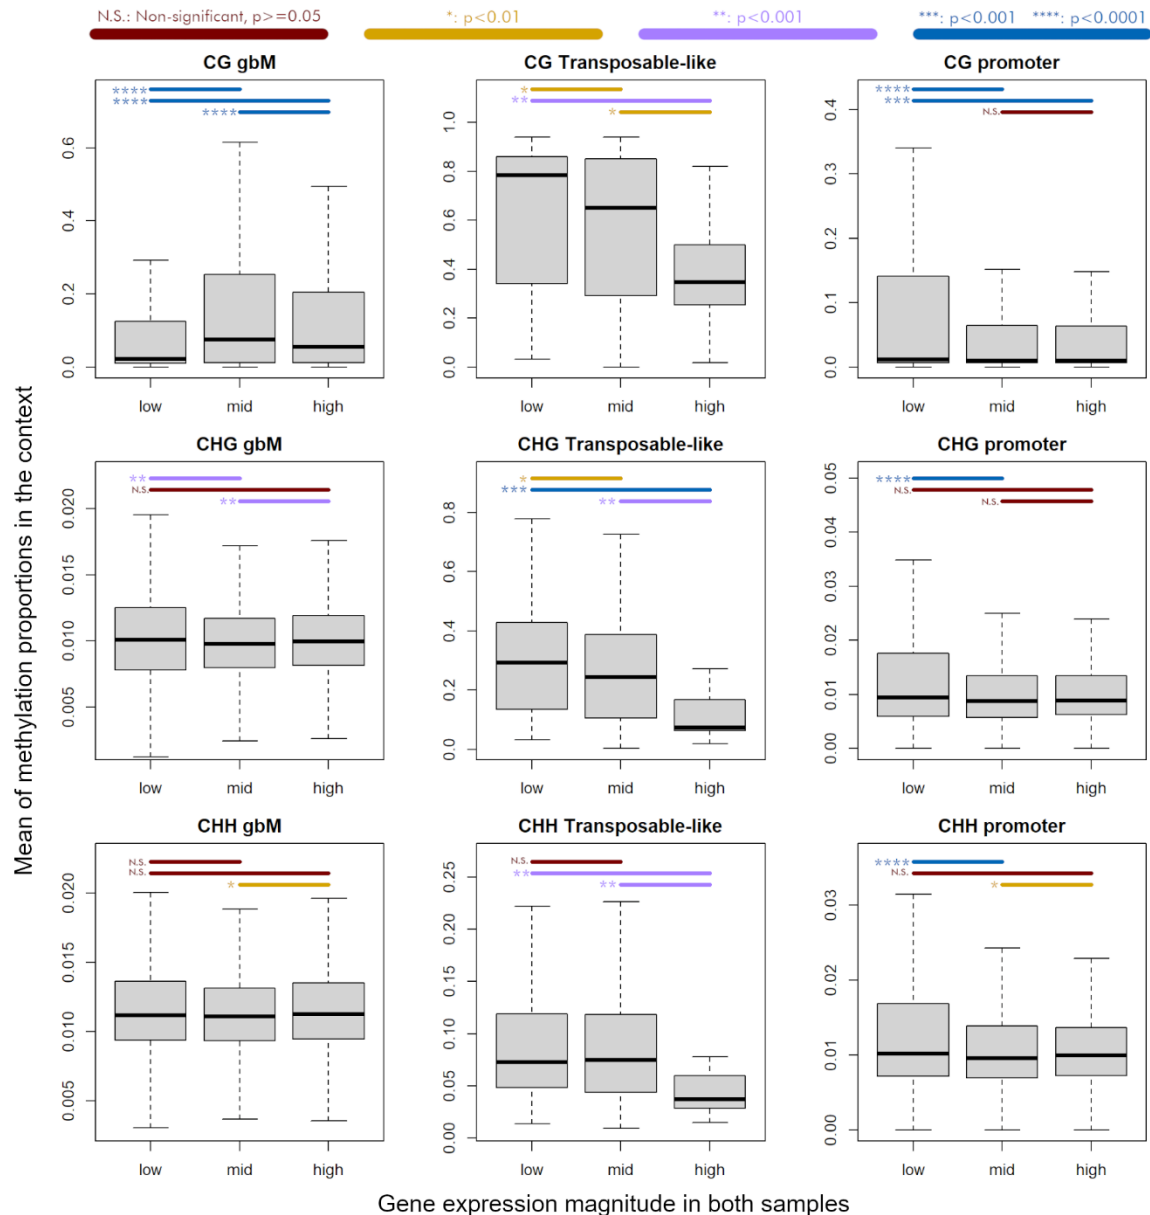 N.S.: Non-significant, p>=0.05
*: p<0.01
**: p<0.001
***: p<0.001 ****: p<0.0001
CG gbM
CG Transposable-like
CG promoter
****
****
****
0.6
0.4
0.2
0.0
low mid high
*
**
*
1.0
0.8
0.6
0.4
0.2
0.0
low mid high
****
***
N.S.
0.4
0.3
0.2
0.1
0.0
low mid high
CHG gbM
CHG Transposable-like
CHG promoter
**
N.S.
**
0.020
0.015
0.010
0.005
low mid high
*
***
**
0.8
0.6
0.4
0.2
0.0
low mid high
****
N.S.
N.S.
0.05
0.04
0.03
0.02
0.01
0.00
low mid high
CHH gbM
CHH Transposable-like
CHH promoter
N.S.
N.S.
*
0.020
0.015
0.010
0.005
low mid high
N.S.
**
**
0.25
0.20
0.15
0.10
0.05
0.00
low mid high
****
N.S.
*
0.03
0.02
0.01
0.00
low mid high
Mean of methylation proportions in the context
Gene expression magnitude in both samples